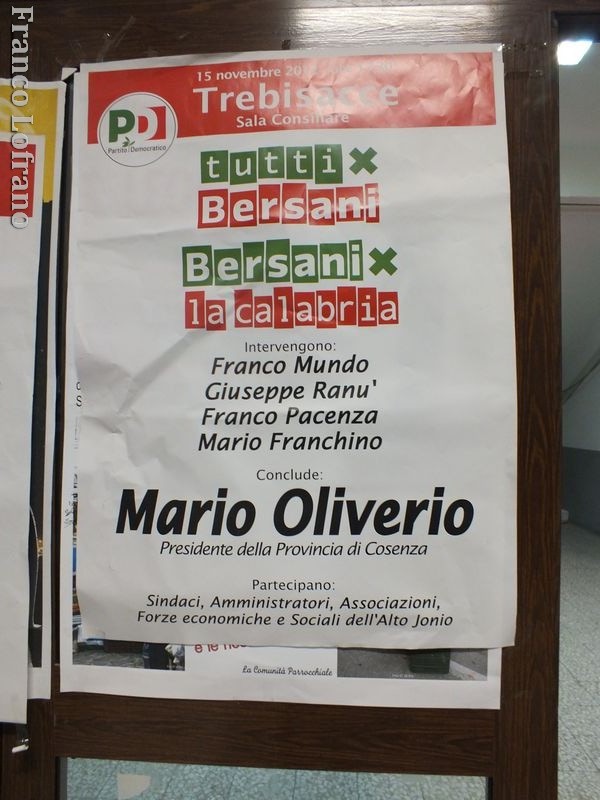 Franco Lofrano
15 novembre
Trebisacce
Sala Consiliare
PD
Partito Democratico
tutti x
Bersani
Bersani x
la calabria
Intervengono:
Franco Mundo
Giuseppe Ranu'
Franco Pacenza
Mario Franchino
Conclude:
Mario Oliverio
Presidente della Provincia di Cosenza
Partecipano:
Sindaci, Amministratori, Associazioni,
Forze economiche e Sociali dell'Alto Jonio
e le
La Comunità Parrocchiale